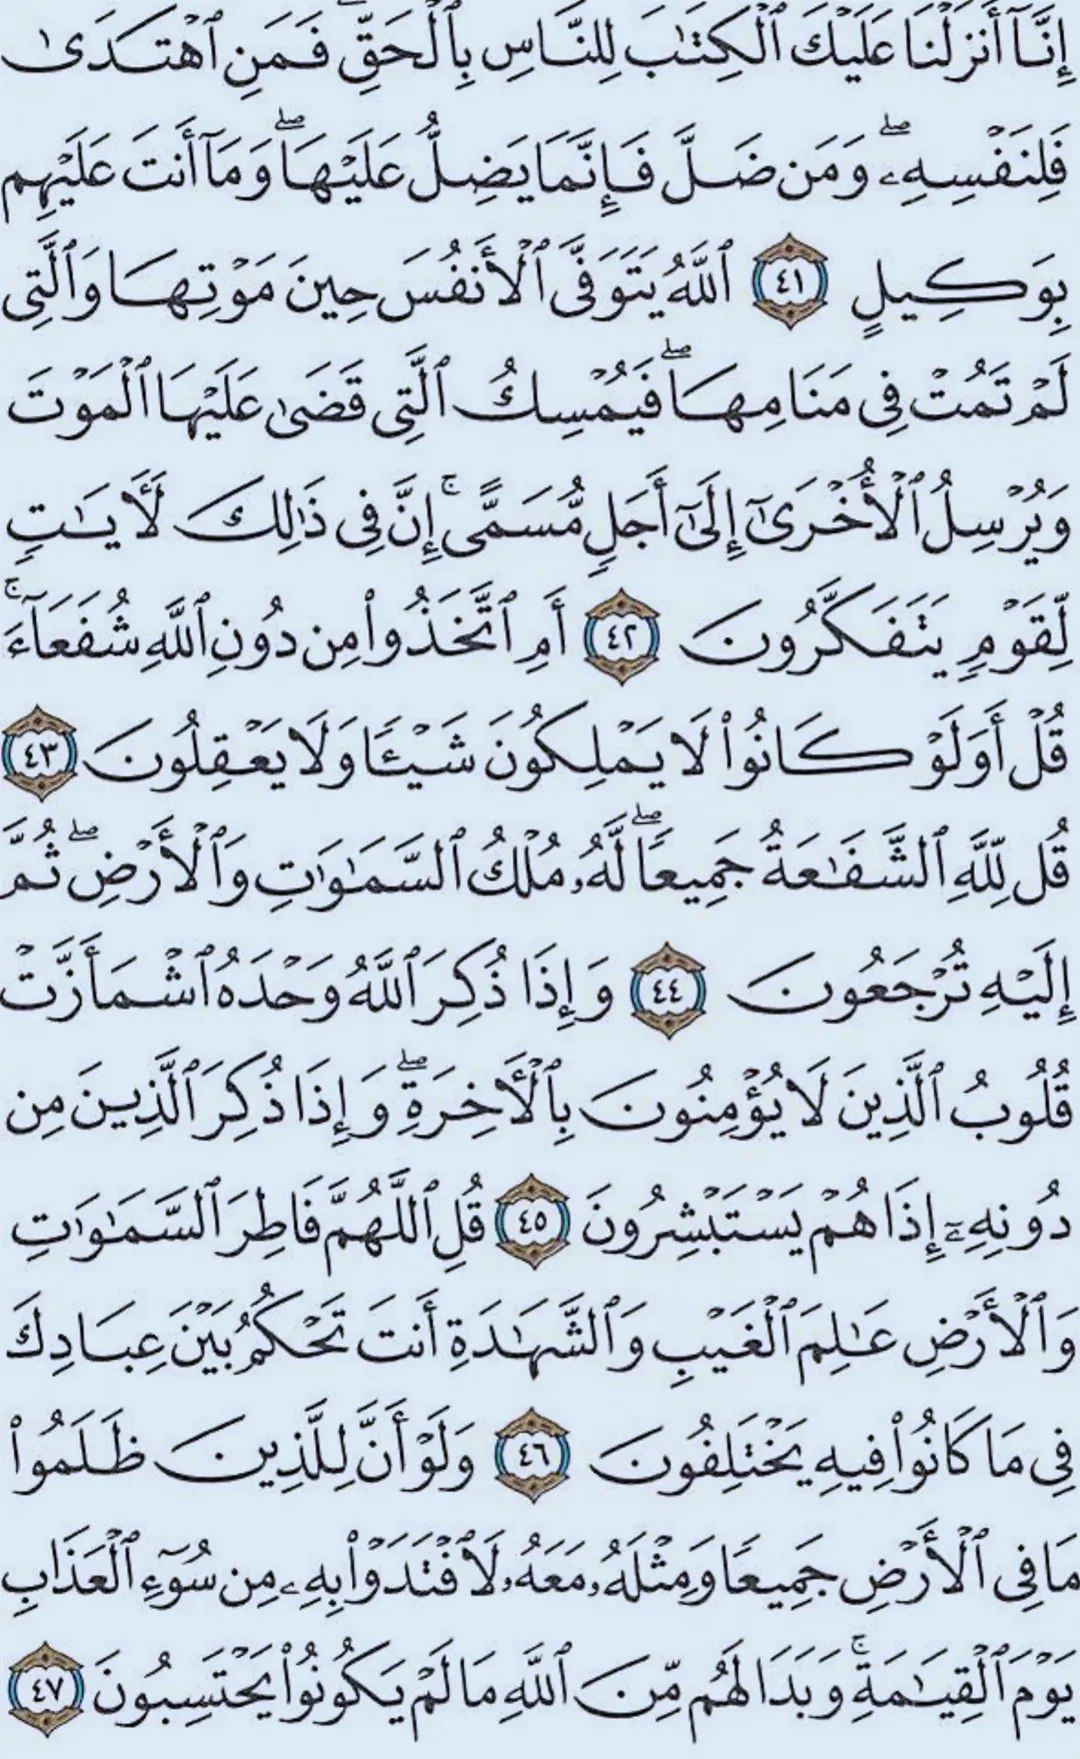 إِنَّآ أَنزَلْنَا عَلَيْكَ ٱلْكِتَـٰبَ لِلنَّاسِ بِٱلْحَقِّ ۖ فَمَنِ ٱهْتَدَىٰ
فَلِنَفْسِهِۦ ۖ وَمَن ضَلَّ فَإِنَّمَا يَضِلُّ عَلَيْهَا ۖ وَمَآ أَنتَ عَلَيْهِم
بِوَكِيلٍ ٤١ ٱللَّهُ يَتَوَفَّى ٱلْأَنفُسَ حِينَ مَوْتِهَا وَٱلَّتِى
لَمْ تَمُتْ فِى مَنَامِهَا ۖ فَيُمْسِكُ ٱلَّتِى قَضَىٰ عَلَيْهَا ٱلْمَوْتَ
وَيُرْسِلُ ٱلْأُخْرَىٰٓ إِلَىٰٓ أَجَلٍ مُّسَمًّى ۚ إِنَّ فِى ذَٰلِكَ لَـَٔايَـٰتٍ
لِّقَوْمٍ يَتَفَكَّرُونَ ٤٢ أَمِ ٱتَّخَذُوا۟ مِن دُونِ ٱللَّهِ شُفَعَآءَ ۚ
قُلْ أَوَلَوْ كَانُوا۟ لَا يَمْلِكُونَ شَيْـًٔا وَلَا يَعْقِلُونَ ٤٣
قُل لِّلَّهِ ٱلشَّفَـٰعَةُ جَمِيعًا ۖ لَّهُۥ مُلْكُ ٱلسَّمَـٰوَٰتِ وَٱلْأَرْضِ ۖ ثُمَّ
إِلَيْهِ تُرْجَعُونَ ٤٤ وَإِذَا ذُكِرَ ٱللَّهُ وَحْدَهُ ٱشْمَأَزَّتْ
قُلُوبُ ٱلَّذِينَ لَا يُؤْمِنُونَ بِٱلْـَٔاخِرَةِ ۖ وَإِذَا ذُكِرَ ٱلَّذِينَ مِن
دُونِهِۦٓ إِذَا هُمْ يَسْتَبْشِرُونَ ٤٥ قُلِ ٱللَّهُمَّ فَاطِرَ ٱلسَّمَـٰوَٰتِ
وَٱلْأَرْضِ عَـٰلِمَ ٱلْغَيْبِ وَٱلشَّهَـٰدَةِ أَنتَ تَحْكُمُ بَيْنَ عِبَادِكَ
فِى مَا كَانُوا۟ فِيهِ يَخْتَلِفُونَ ٤٦ وَلَوْ أَنَّ لِلَّذِينَ ظَلَمُوا۟
مَا فِى ٱلْأَرْضِ جَمِيعًا وَمِثْلَهُۥ مَعَهُۥ لَٱفْتَدَوْا۟ بِهِۦ مِن سُوٓءِ ٱلْعَذَابِ
يَوْمَ ٱلْقِيَـٰمَةِ ۚ وَبَدَا لَهُم مِّنَ ٱللَّهِ مَا لَمْ يَكُونُوا۟ يَحْتَسِبُونَ ٤٧